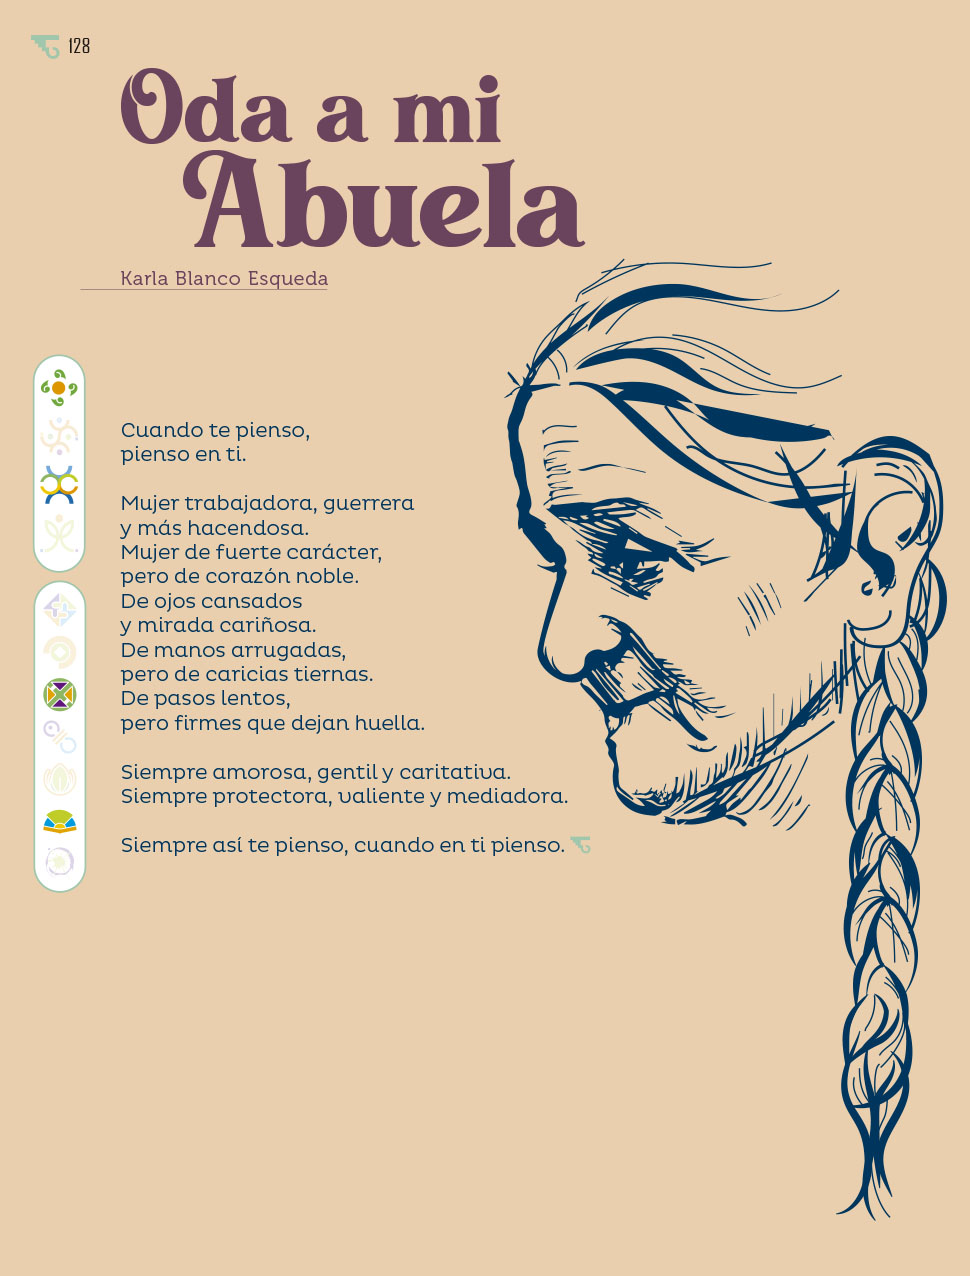 128
Oda a mi
Abuela
Karla Blanco Esqueda
Cuando te pienso,
pienso en ti.
Mujer trabajadora, guerrera
y más hacendosa.
Mujer de fuerte carácter,
pero de corazón noble.
De ojos cansados
y mirada cariñosa.
De manos arrugadas,
pero de caricias tiernas.
De pasos lentos,
pero firmes que dejan huella.
Siempre amorosa, gentil y caritativa.
Siempre protectora, valiente y mediadora.
Siempre así te pienso, cuando en ti pienso.